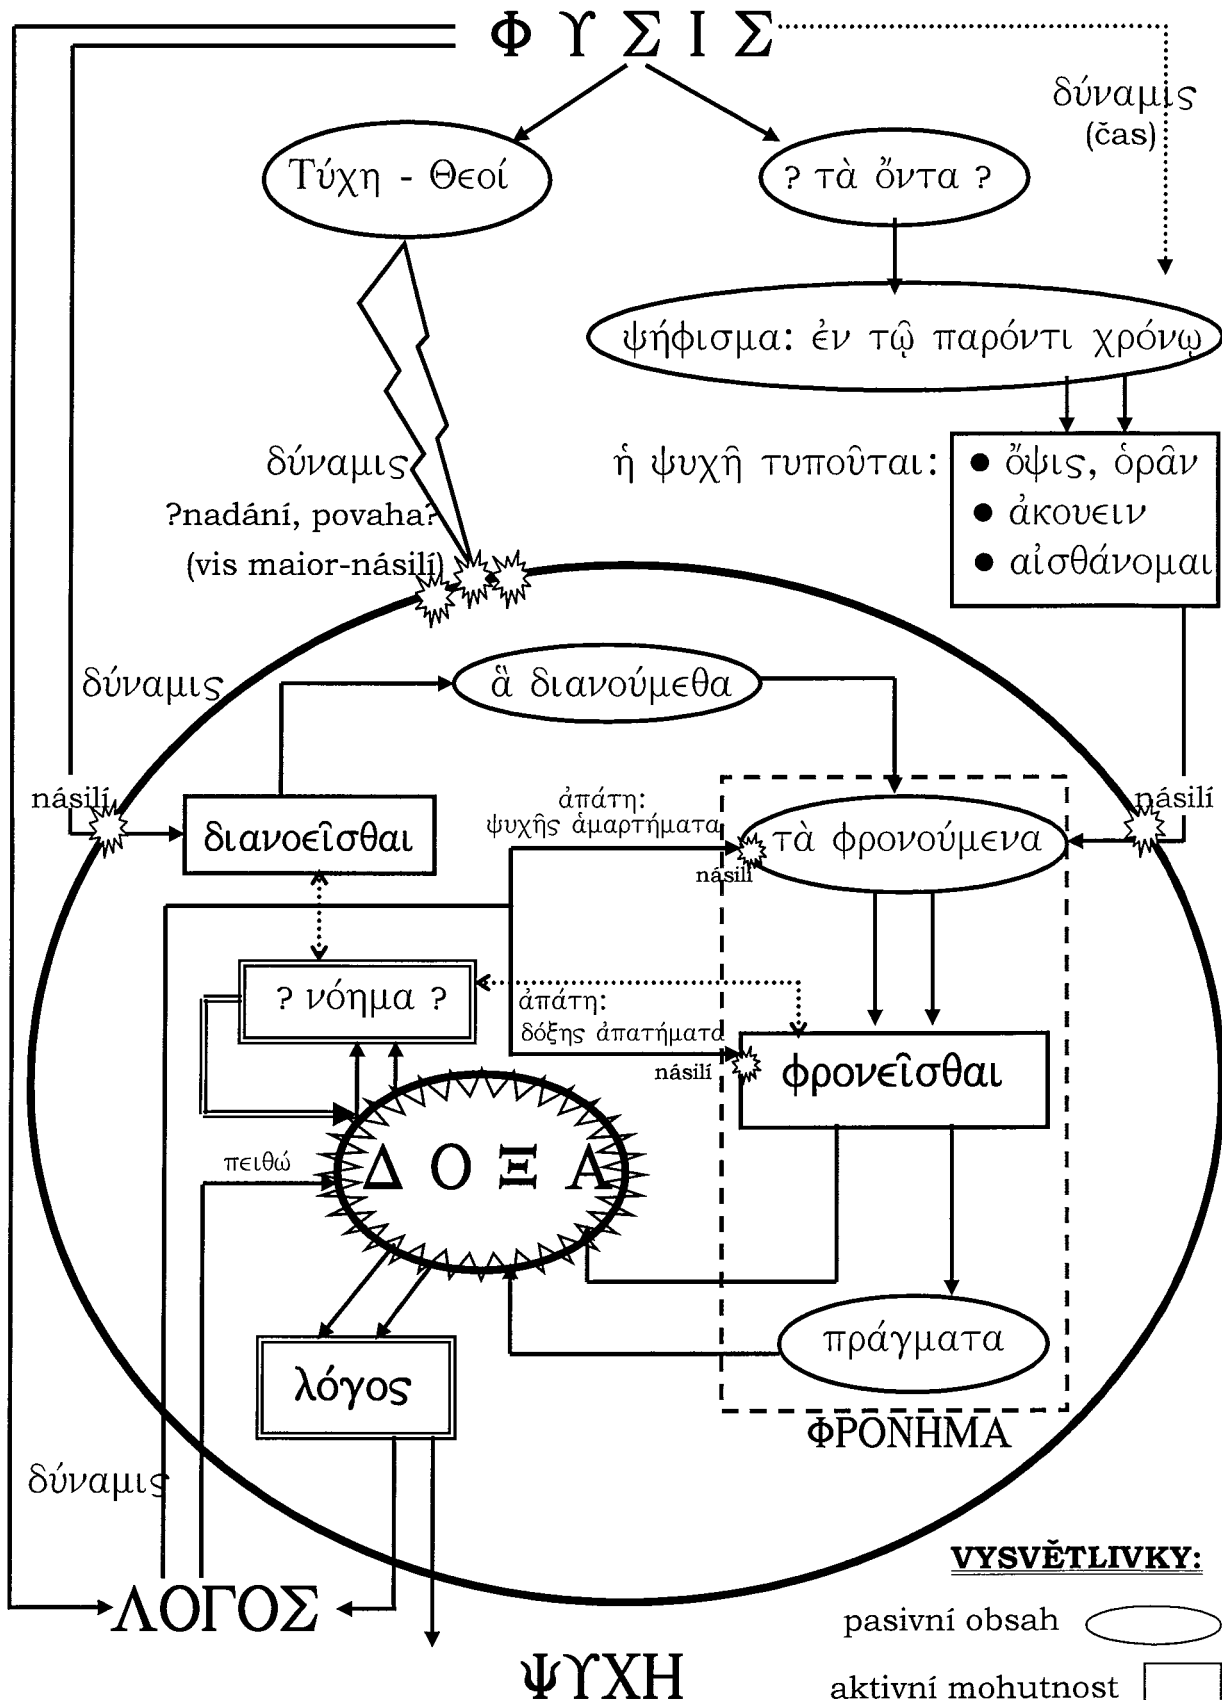 Φ Υ Σ Ι Σ
δύναμις
(čas)
Τύχη - Θεοί
? τὰ ὄντα ?
ψήφισμα: ἐν τῷ παρόντι χρόνῳ
δύναμις
?nadání, povaha?
(vis maior-násilí)
ἡ ψυχῆ τυποῦται:
● ὄψις, ὁρᾶν
● ἀκουειν
● αἰσθάνομαι
δύναμις
ἃ διανούμεθα
násilí
διανοεῖσθαι
ἀπάτη:
ψυχῆς ἁμαρτήματα
násilí
τὰ φρονούμενα
násilí
? νόημα ?
ἀπάτη:
δόξης ἀπατήματα
násilí
φρονεῖσθαι
πειθώ
Δ Ο Ξ Α
πράγματα
λόγος
ΦΡΟΝΗΜΑ
δύναμις
ΛΟΓΟΣ
ΨΥΧΗ
VYSVĚTLIVKY:
pasivní obsah
aktivní mohutnost